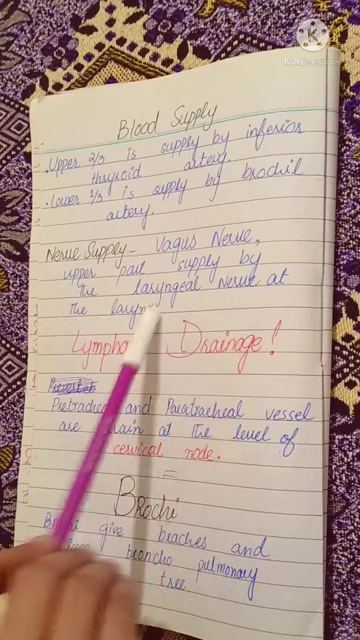 KINEMASTER
Blood Supply
. Upper 2/3 is supply by inferior
thyroid artery.
. Lower 1/3 is supply by brochil
artery.
Nerve Supply - Vagus Nerve,
upper part supply by
the laryngeal Nerve at
the
Drainage!
Pretracheal and Paratracheal vessel
are drain at the level of
cervical node.
Brochi
give braches and
broncho pulmonary
tree.